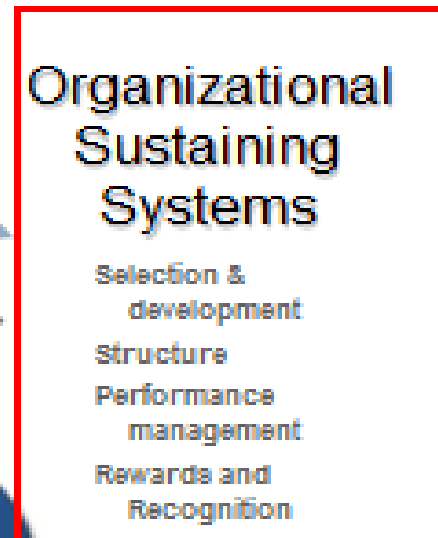 Organizational
Sustaining
Systems
Selection &
development
Structure
Performance
management
Rewards and
Recognition